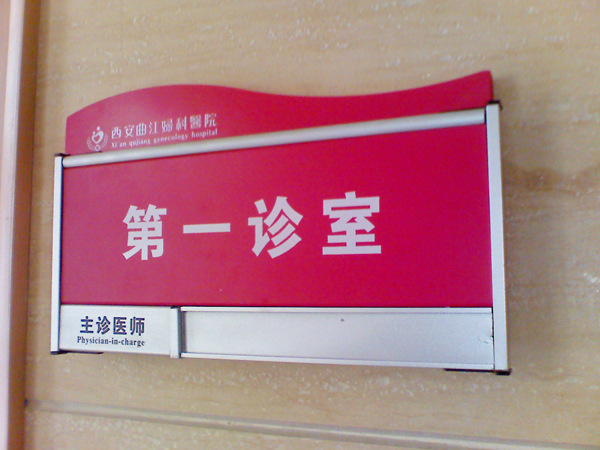 西安曲江婦科醫院
Xi an qujiang genecology hospital
第一诊室
主诊医师
Physician-in-charge